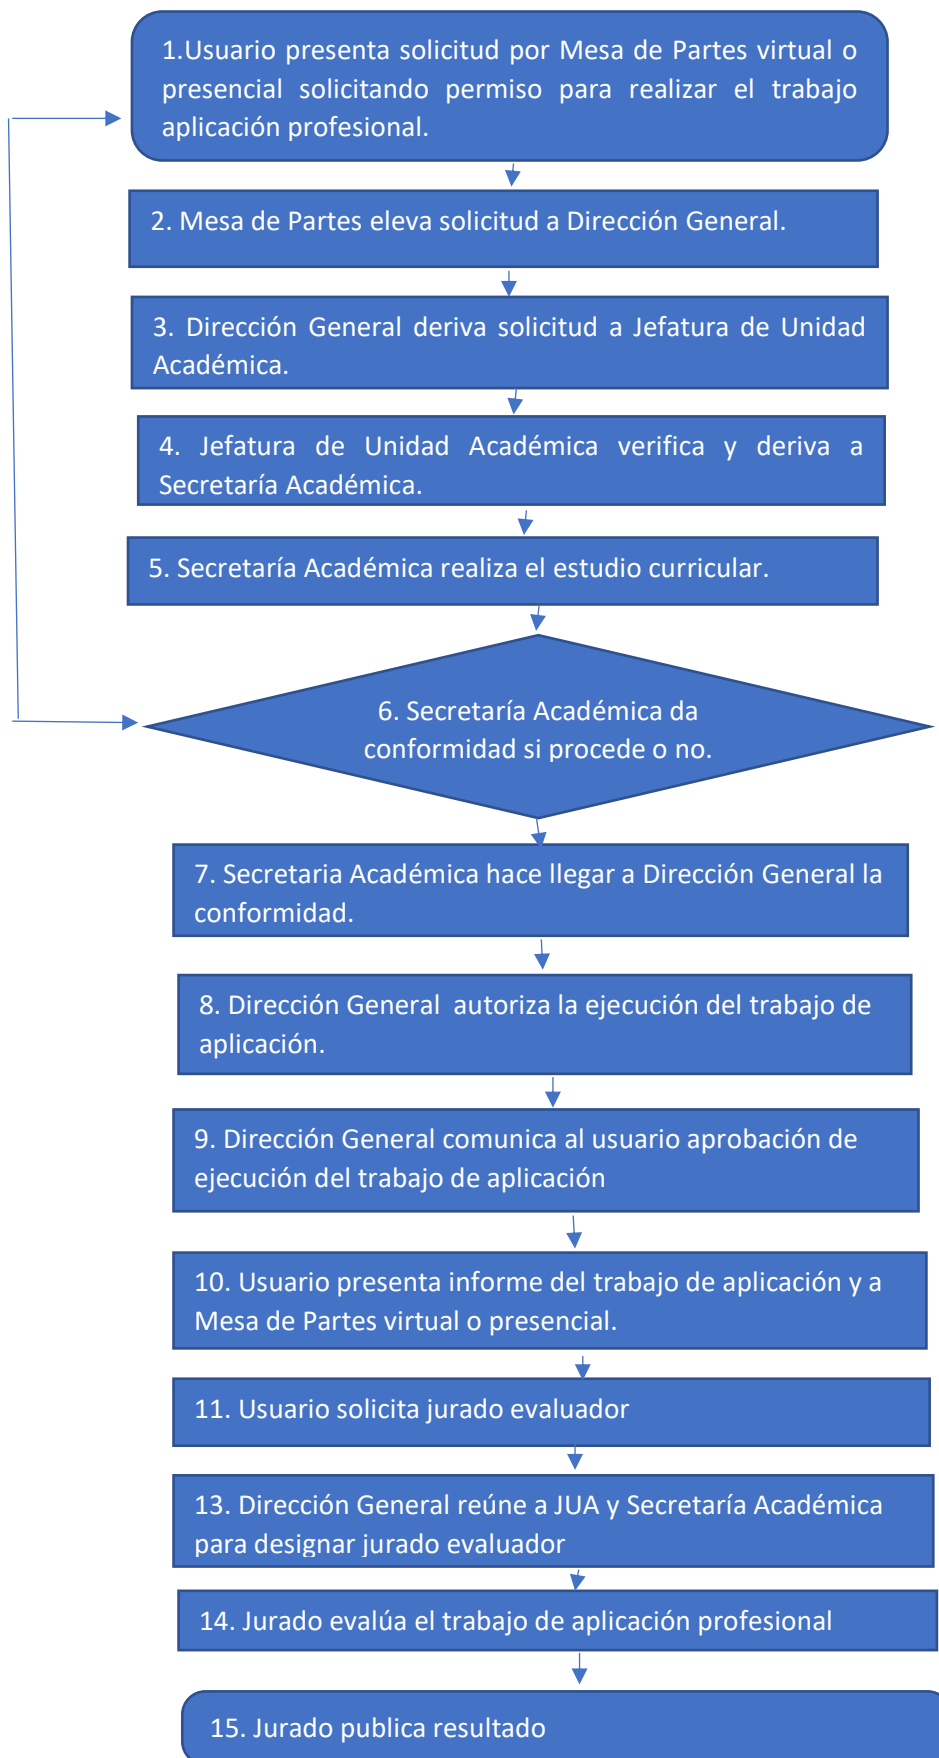 1.Usuario presenta solicitud por Mesa de Partes virtual o
presencial solicitando permiso para realizar el trabajo
aplicación profesional.
2. Mesa de Partes eleva solicitud a Dirección General.
3. Dirección General deriva solicitud a Jefatura de Unidad
Académica.
4. Jefatura de Unidad Académica verifica y deriva a
Secretaría Académica.
5. Secretaría Académica realiza el estudio curricular.
6. Secretaría Académica da
conformidad si procede o no.
7. Secretaria Académica hace llegar a Dirección General la
conformidad.
8. Dirección General  autoriza la ejecución del trabajo de
aplicación.
9. Dirección General comunica al usuario aprobación de
ejecución del trabajo de aplicación
10. Usuario presenta informe del trabajo de aplicación y a
Mesa de Partes virtual o presencial.
11. Usuario solicita jurado evaluador
13. Dirección General reúne a JUA y Secretaría Académica
para designar jurado evaluador
14. Jurado evalúa el trabajo de aplicación profesional
15. Jurado publica resultado